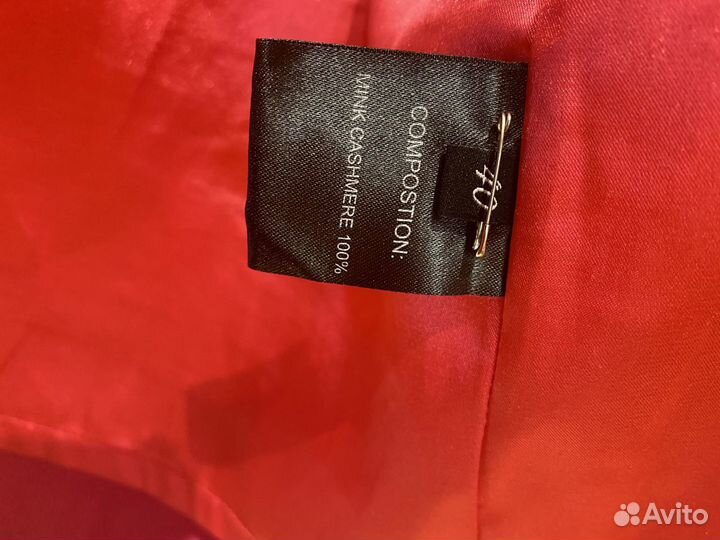 40
COMPOSTION:
MINK CASHMERE 100%
Avito